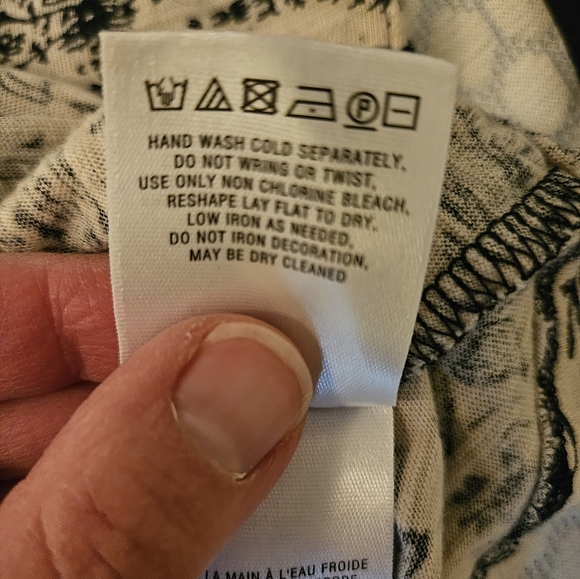 P
HAND WASH COLD SEPARATELY,
DO NOT WRING OR TWIST,
USE ONLY NON CHLORINE BLEACH,
RESHAPE LAY FLAT TO DRY,
LOW IRON AS NEEDED,
DO NOT IRON DECORATION,
MAY BE DRY CLEANED
LA MAIN À L'EAU FROIDE